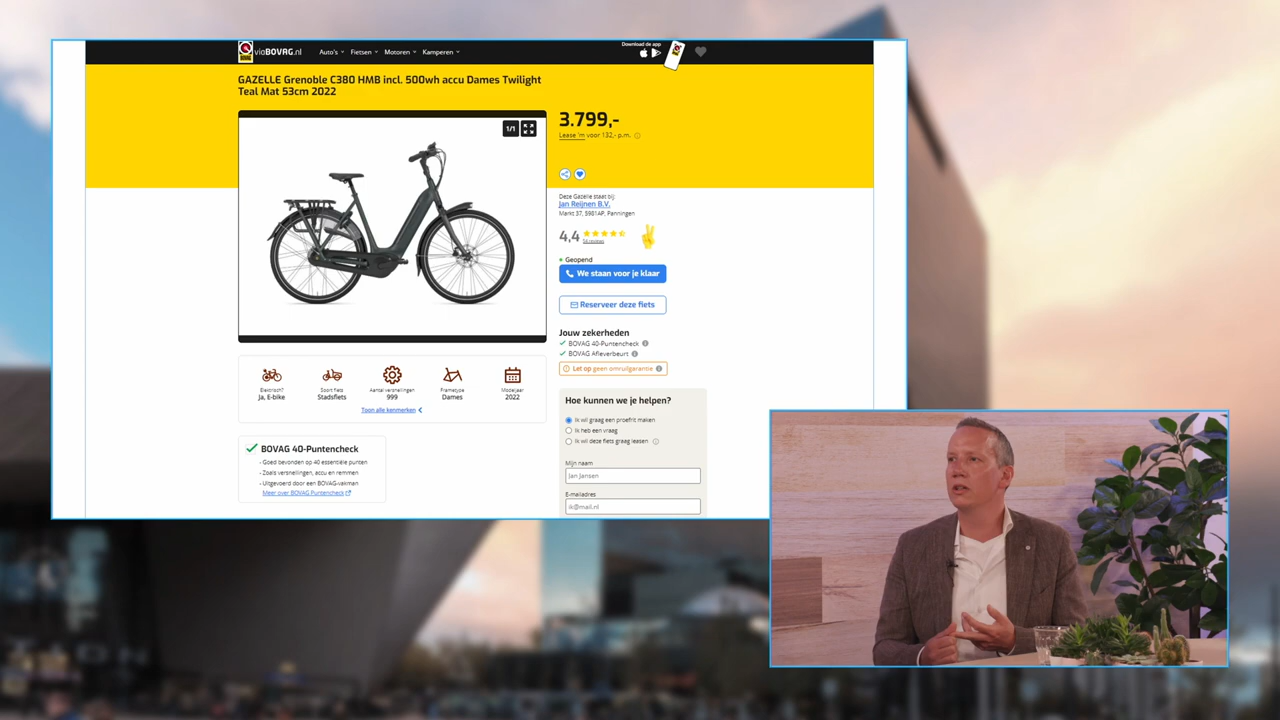 viaBOVAG.nl
Auto's
Fietsen
Motoren
Kamperen
Download de app
GAZELLE Grenoble C380 HMB incl. 500wh accu Dames Twilight
Teal Mat 53cm 2022
1/1
3.799,-
Lease 'm voor 132,- p.m.
Deze Gazelle staat bij:
Jan Reijnen B.V.
Markt 37, 5981AP, Panningen
4,4
54 reviews
Geopend
We staan voor je klaar
Reserveer deze fiets
Jouw zekerheden
BOVAG 40-Puntencheck
BOVAG Afleverbeurt
Let op geen omruilgarantie
Elektrisch?
Ja, E-bike
Soort fiets
Stadsfiets
Aantal versnellingen
999
Frametype
Dames
Modeljaar
2022
Toon alle kenmerken
BOVAG 40-Puntencheck
- Goed bevonden op 40 essentiële punten
- Zoals versnellingen, accu en remmen
- Uitgevoerd door een BOVAG-vakman
Meer over BOVAG Puntencheck
Hoe kunnen we je helpen?
Ik wil graag een proefrit maken
Ik heb een vraag
Ik wil deze fiets graag leasen
Mijn naam
Jan Jansen
E-mailadres
ik@mail.nl